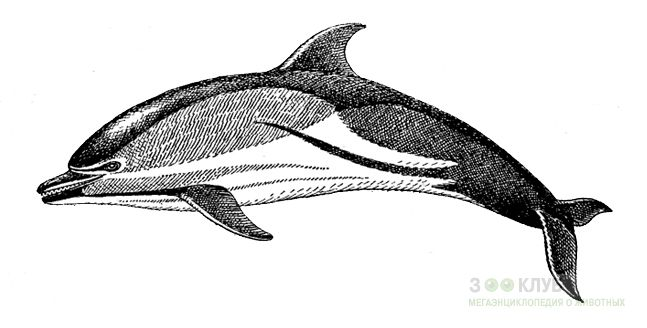 ЗООКЛУБ
МЕГАЭНЦИКЛОПЕДИЯ О ЖИВОТНЫХ